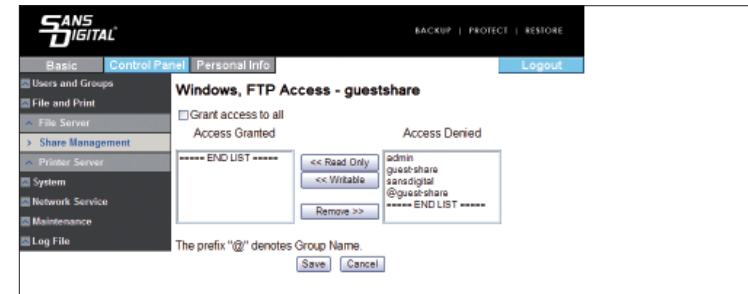 SANS
DIGITAL
BACKUP | PROTECT | RESTORE
Basic Control Panel Personal Info Logout
Users and Groups
File and Print
File Server
Share Management
Printer Server
System
Network Service
Maintenance
Log File
Windows, FTP Access - guestshare
Grant access to all
Access Granted
===== END LIST =====
<< Read Only
<< Writable
Remove >>
Access Denied
admin
guest-share
sansdigital
@guest-share
===== END LIST =====
The prefix "@" denotes Group Name.
Save Cancel